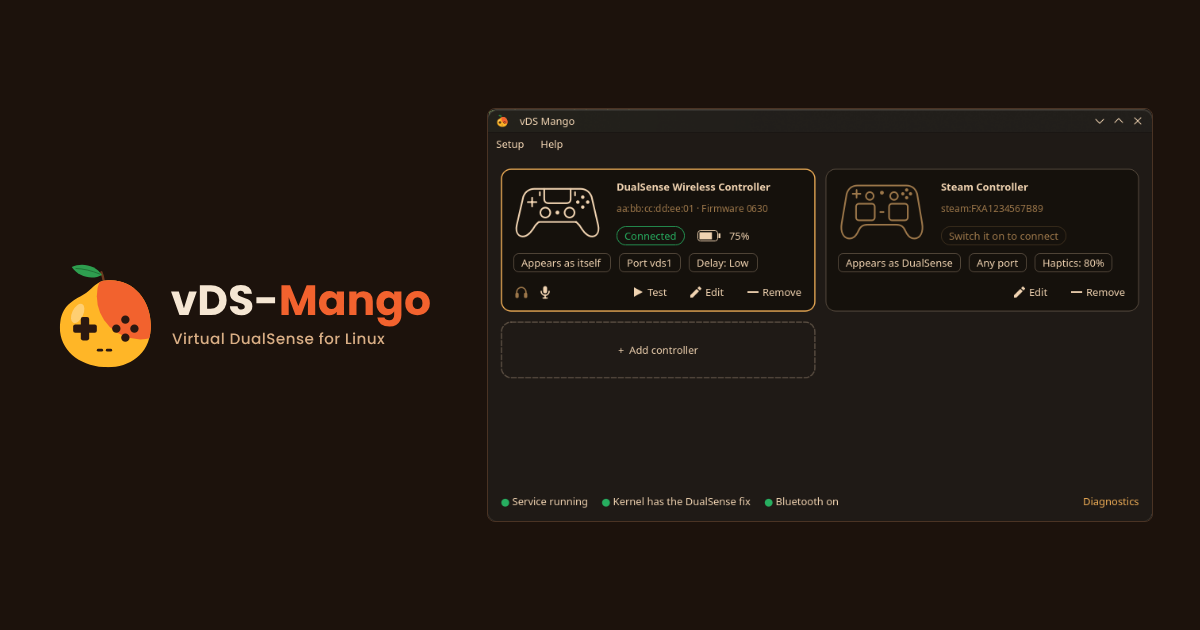 vDS-Mango
Virtual DualSense for Linux
vDS Mango
Setup Help
DualSense Wireless Controller
aa:bb:cc:dd:ee:01 · Firmware 0630
Connected 75%
Appears as itself Port vds1 Delay: Low
Test Edit Remove
Steam Controller
steam:FXA1234567B89
Switch it on to connect
Appears as DualSense Any port Haptics: 80%
Edit Remove
+ Add controller
Service running Kernel has the DualSense fix Bluetooth on Diagnostics